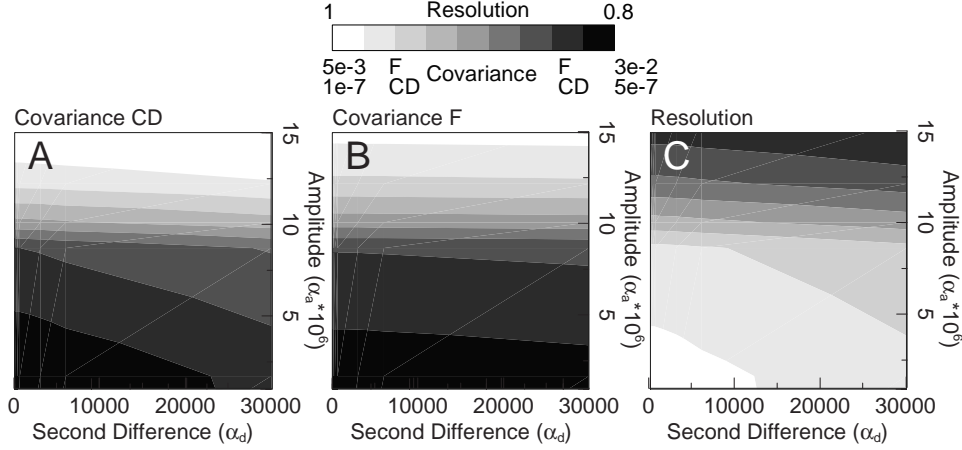 Resolution
1 0.8
5e-3 F Covariance F 3e-2
1e-7 CD CD 5e-7
Covariance CD
A
15
10
5
Amplitude (αa*10^6)
0 10000 20000 30000
Second Difference (αd)
Covariance F
B
15
10
5
Amplitude (αa*10^6)
0 10000 20000 30000
Second Difference (αd)
Resolution
C
15
10
5
Amplitude (αa*10^6)
0 10000 20000 30000
Second Difference (αd)